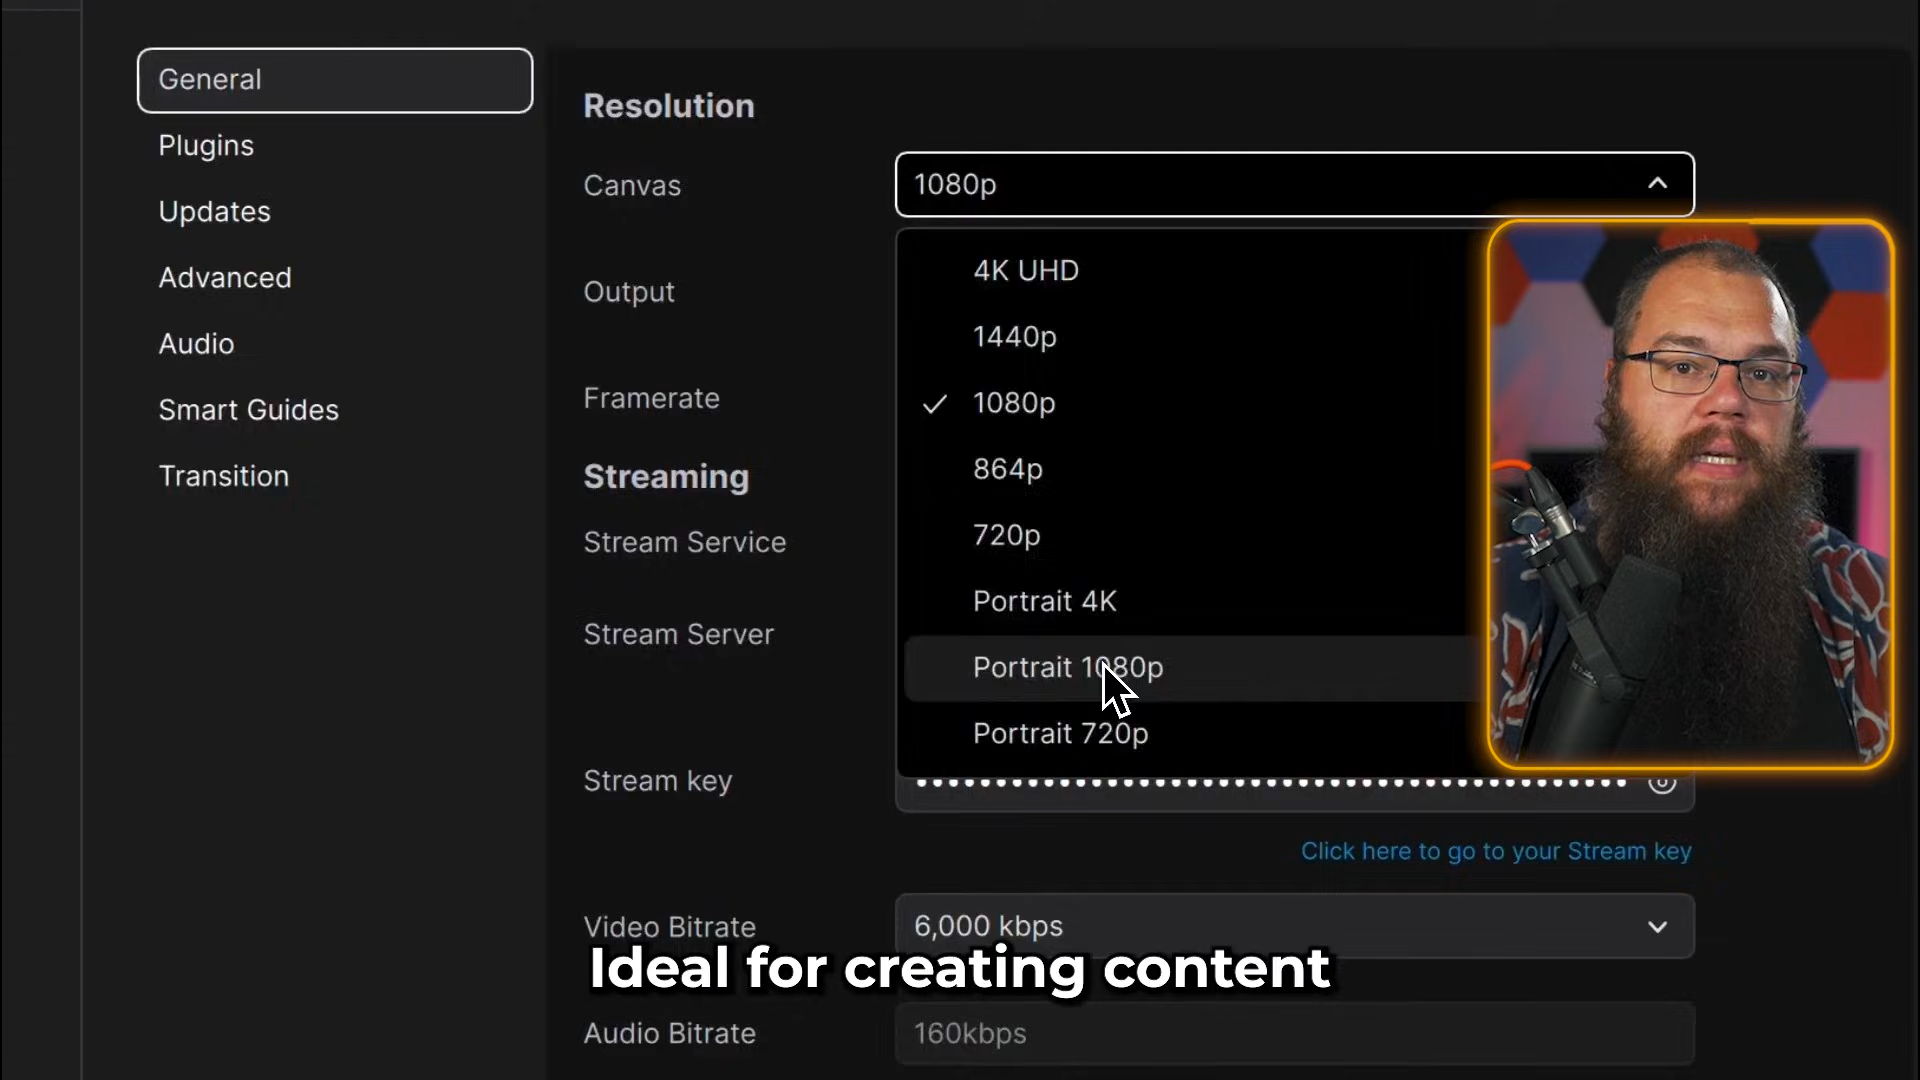 General
Plugins
Updates
Advanced
Audio
Smart Guides
Transition
Resolution
Canvas
1080p
Output
Framerate
4K UHD
1440p
1080p
864p
720p
Portrait 4K
Portrait 1080p
Portrait 720p
Streaming
Stream Service
Stream Server
Stream key
Click here to go to your Stream key
Video Bitrate
6,000 kbps
Ideal for creating content
Audio Bitrate
160kbps